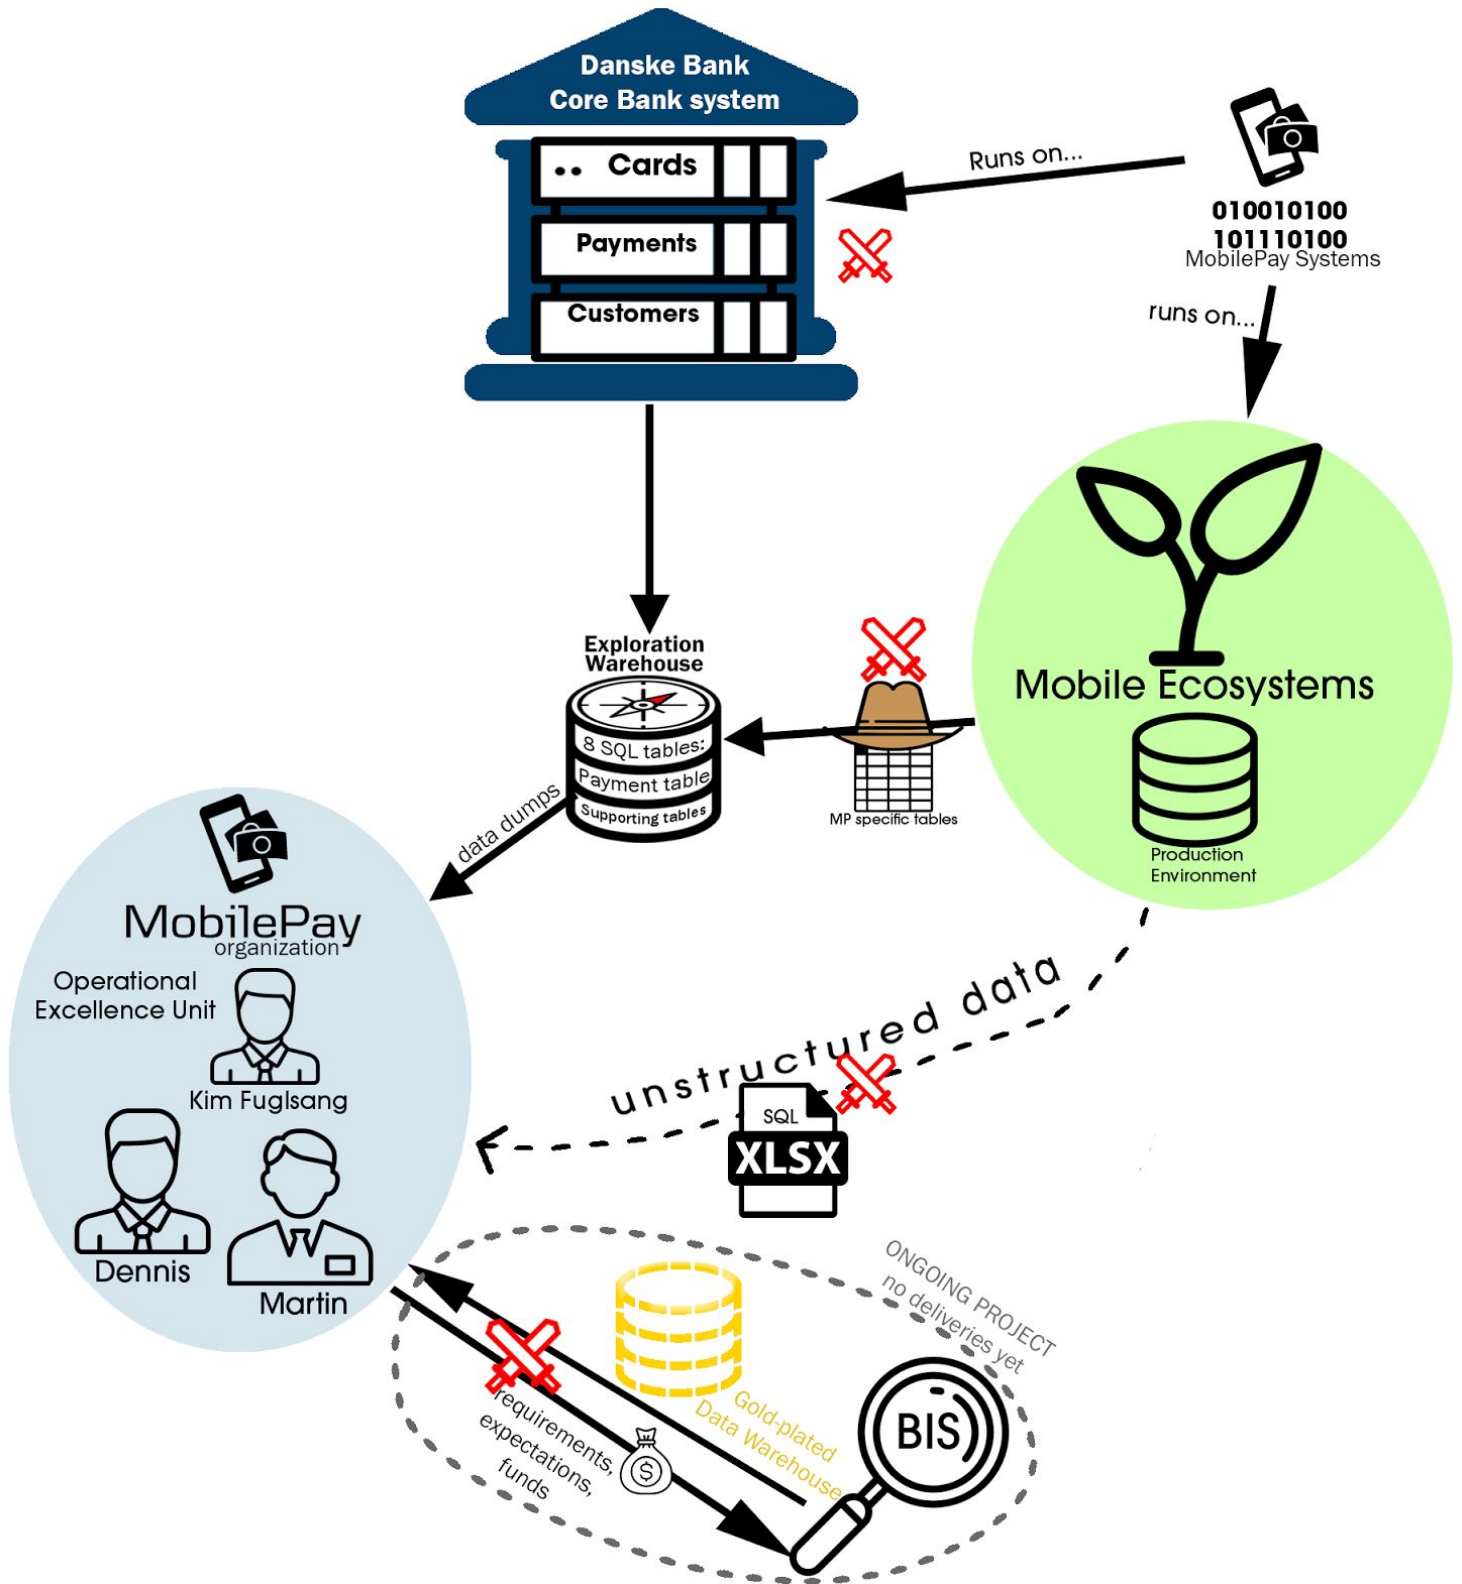 Danske Bank
Core Bank system
Cards
Payments
Customers
Runs on...
010010100
101110100
MobilePay Systems
runs on...
Mobile Ecosystems
Production
Environment
Exploration
Warehouse
8 SQL tables:
Payment table
Supporting tables
MP specific tables
data dumps
MobilePay
organization
Operational
Excellence Unit
Kim Fuglsang
Dennis
Martin
unstructured data
SQL
XLSX
ONGOING PROJECT
no deliveries yet
Gold-plated
Data Warehouse
BIS
requirements,
expectations,
funds
$